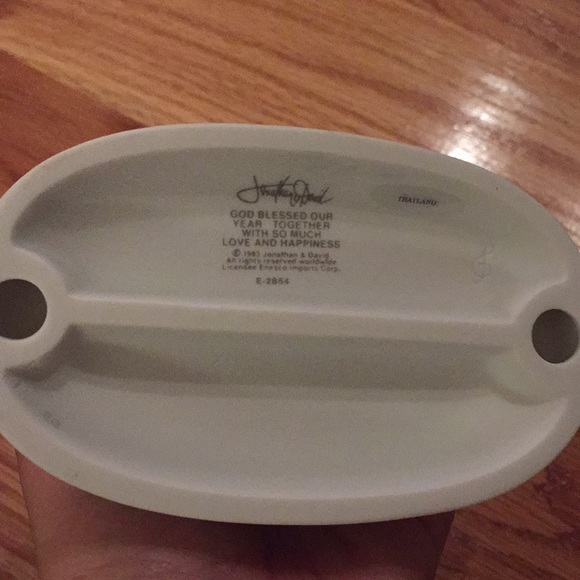 Jonathan & David
THAILAND
GOD BLESSED OUR
YEAR TOGETHER
WITH SO MUCH
LOVE AND HAPPINESS
© 1983 Jonathan & David
All rights reserved worldwide
Licensee Enesco Imports Corp.
E-2854